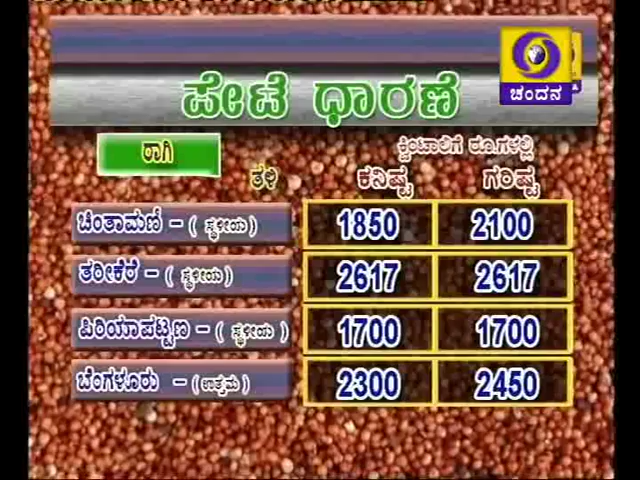 ಚಂದನ
ಪೇಟೆ ಧಾರಣೆ
ರಾಗಿ
ಕ್ವಿಂಟಾಲಿಗೆ ರೂ.ಗಳಲ್ಲಿ
ತಳಿ ಕನಿಷ್ಟ ಗರಿಷ್ಟ
ಚಿಂತಾಮಣಿ - ( ಸ್ಥಳೀಯ ) 1850 2100
ತರೀಕೆರೆ - ( ಸ್ಥಳೀಯ ) 2617 2617
ಪಿರಿಯಾಪಟ್ಟಣ - ( ಸ್ಥಳೀಯ ) 1700 1700
ಬೆಂಗಳೂರು - ( ಉತ್ತಮ ) 2300 2450